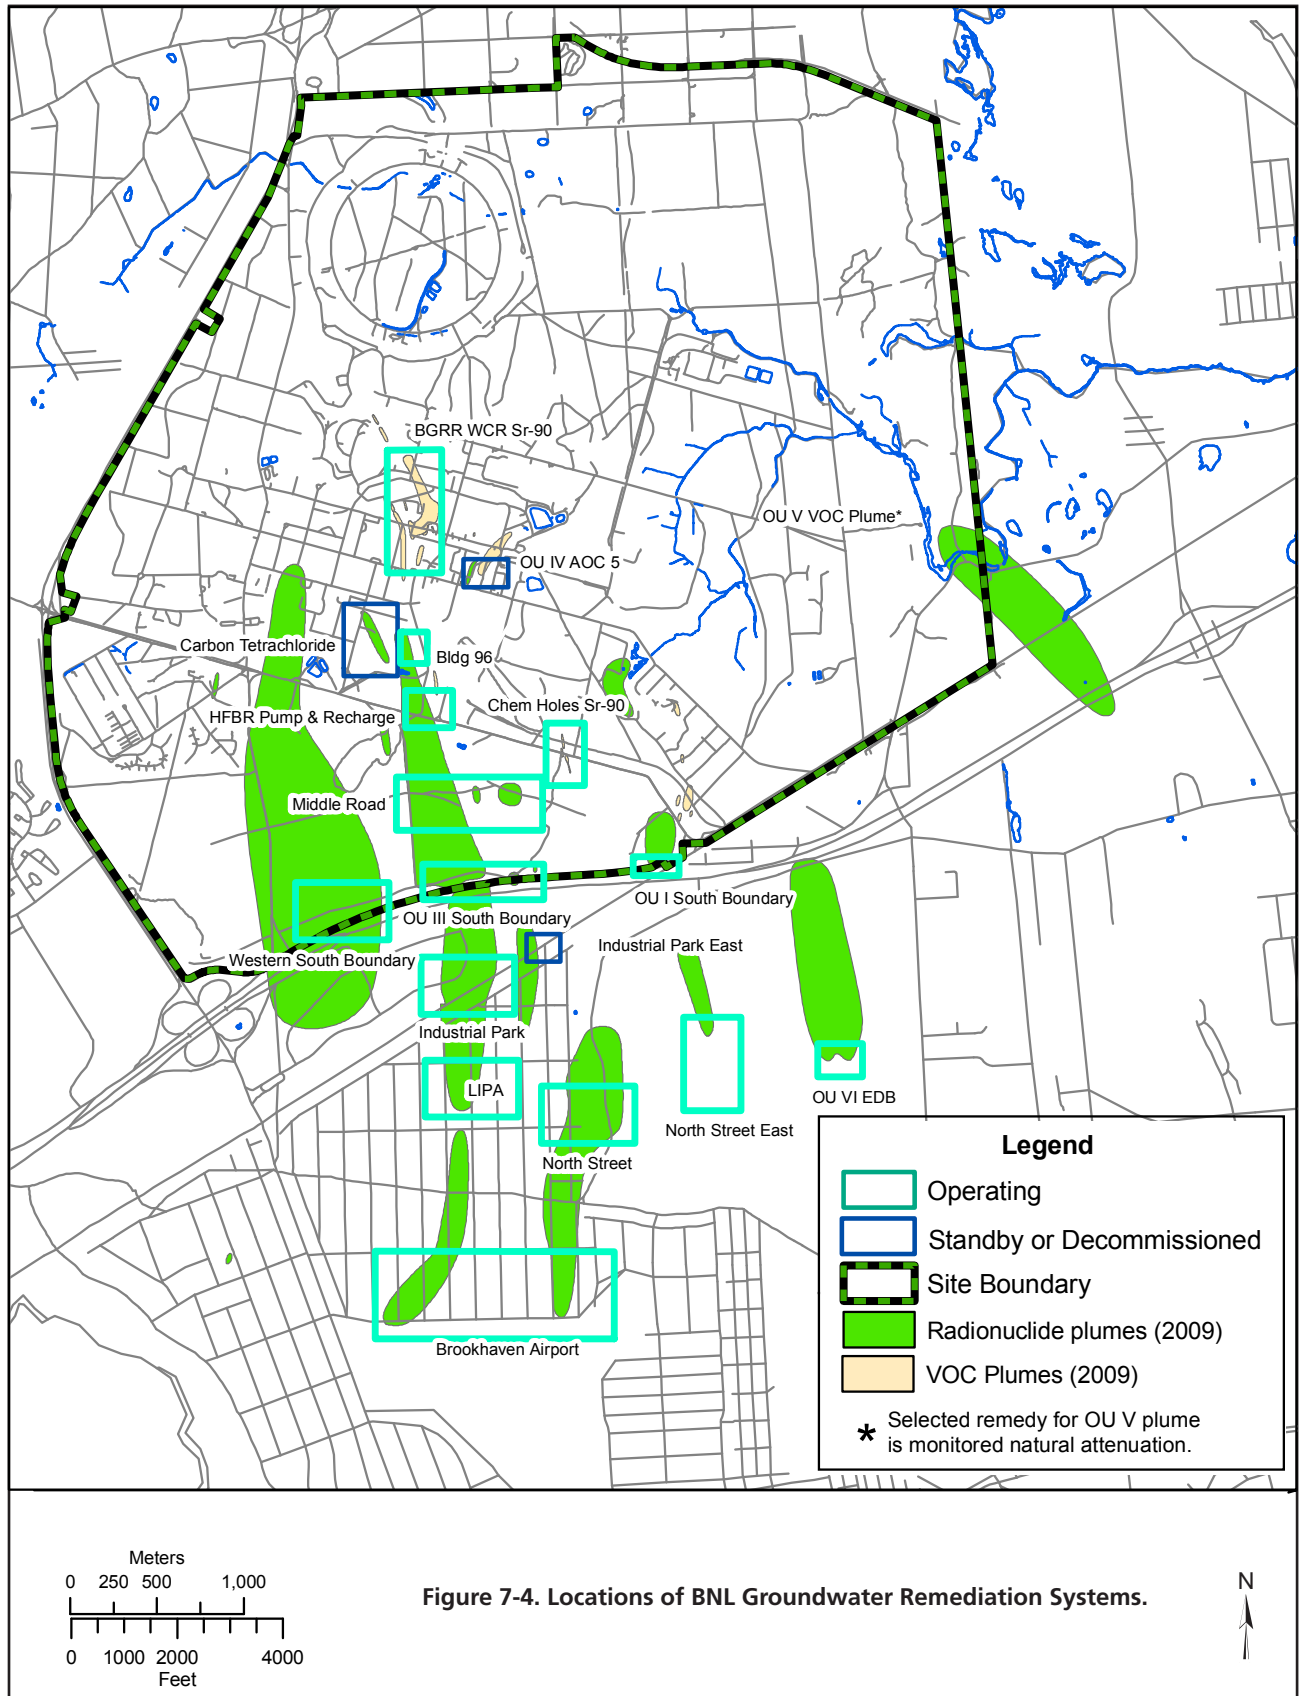 BGRR WCR Sr-90
OU V VOC Plume*
OU IV AOC 5
Carbon Tetrachloride
Bldg 96
Chem Holes Sr-90
HFBR Pump & Recharge
Middle Road
OU I South Boundary
OU III South Boundary
Industrial Park East
Western South Boundary
Industrial Park
LIPA
OU VI EDB
North Street East
North Street
Brookhaven Airport
Legend
Operating
Standby or Decommissioned
Site Boundary
Radionuclide plumes (2009)
VOC Plumes (2009)
* Selected remedy for OU V plume
is monitored natural attenuation.
Meters
0 250 500 1,000
0 1000 2000 4000
Feet
Figure 7-4. Locations of BNL Groundwater Remediation Systems.
N